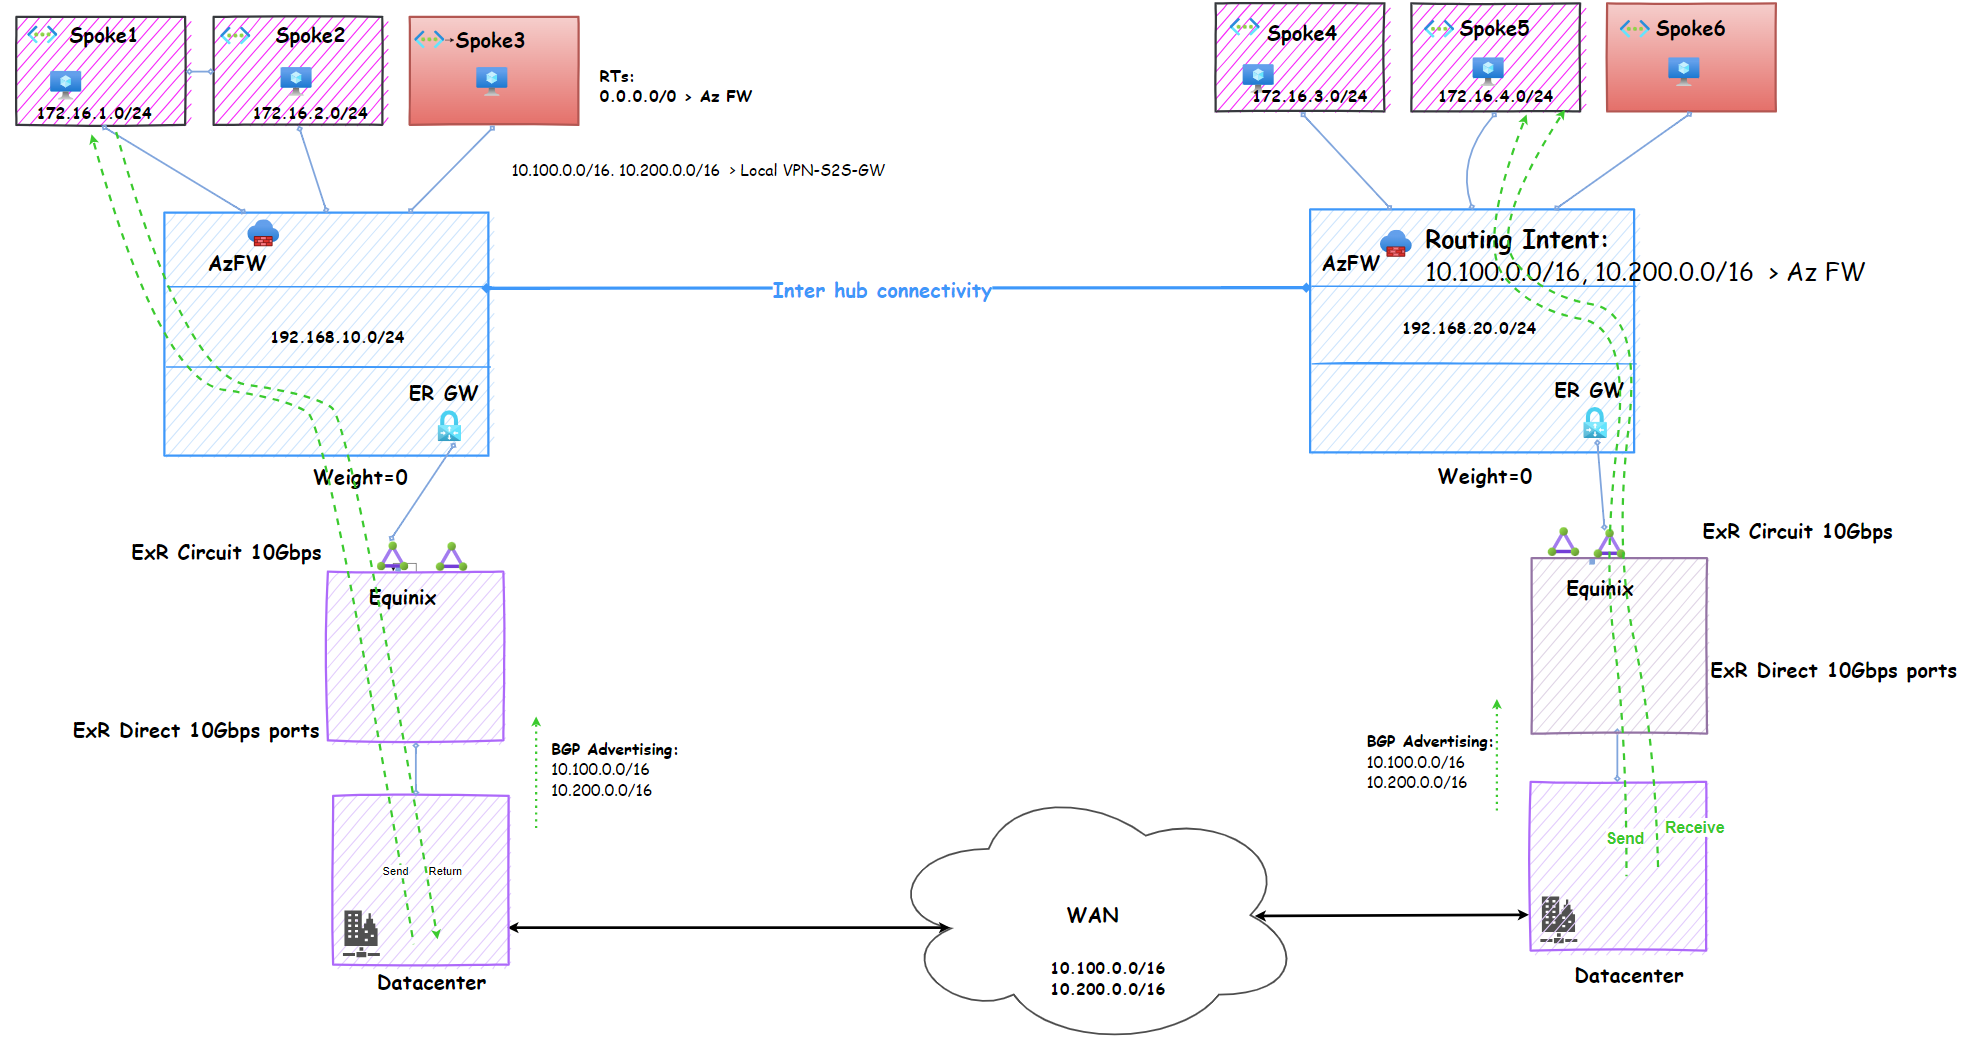 Spoke1
172.16.1.0/24
Spoke2
172.16.2.0/24
Spoke3
RTs:
0.0.0.0/0 > Az FW
10.100.0.0/16. 10.200.0.0/16 > Local VPN-S2S-GW
Spoke4
172.16.3.0/24
Spoke5
172.16.4.0/24
Spoke6
AzFW
192.168.10.0/24
ER GW
Weight=0
Inter hub connectivity
AzFW
Routing Intent:
10.100.0.0/16, 10.200.0.0/16 > Az FW
192.168.20.0/24
ER GW
Weight=0
ExR Circuit 10Gbps
Equinix
ExR Direct 10Gbps ports
BGP Advertising:
10.100.0.0/16
10.200.0.0/16
Send
Return
Datacenter
WAN
10.100.0.0/16
10.200.0.0/16
ExR Circuit 10Gbps
Equinix
ExR Direct 10Gbps ports
BGP Advertising:
10.100.0.0/16
10.200.0.0/16
Send
Receive
Datacenter